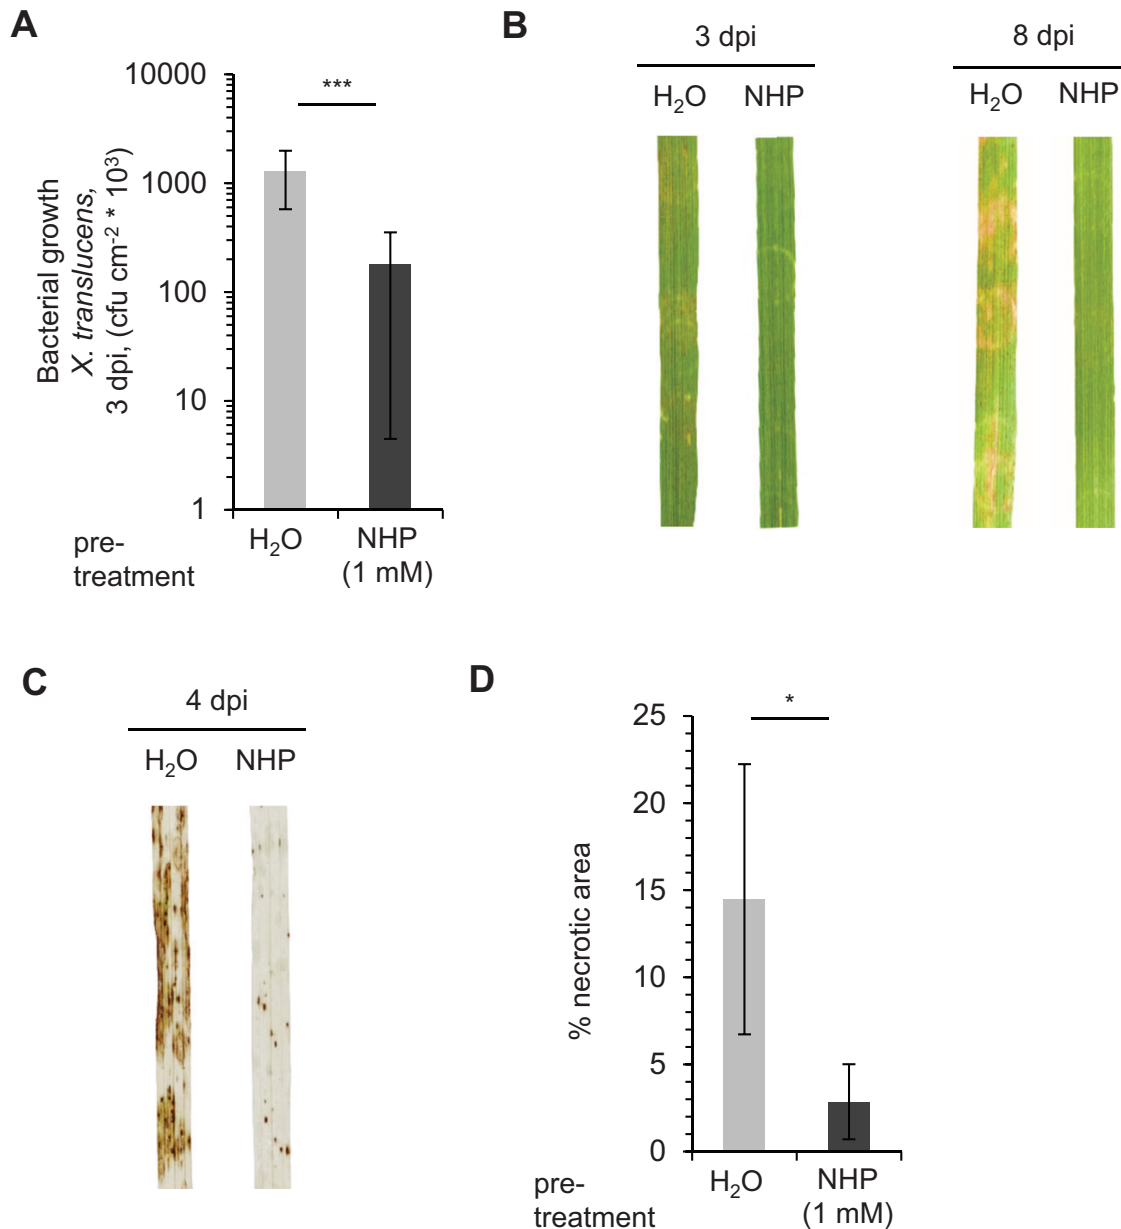 A
10000
1000
100
10
1
***
Bacterial growth
X. translucens,
3 dpi, (cfu cm⁻² * 10³)
pre-
treatment
H₂O
NHP
(1 mM)
B
3 dpi
H₂O NHP
8 dpi
H₂O NHP
C
4 dpi
H₂O NHP
D
25
20
15
10
5
0
*
% necrotic area
pre-
treatment
H₂O
NHP
(1 mM)